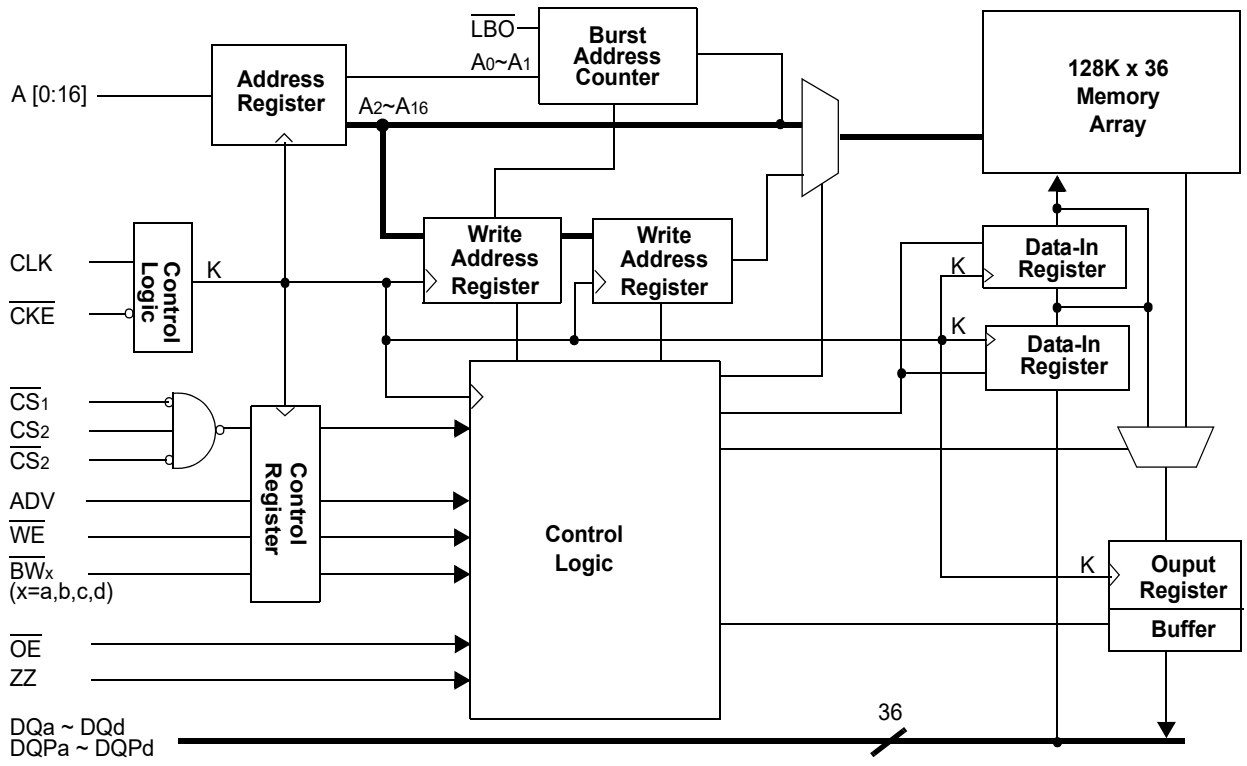 LBO
Burst
Address
Counter
128K x 36
Memory
Array
Address
Register
A0~A1
A [0:16]
A2~A16
Write
Address
Register
Write
Address
Register
Data-In
Register
CLK
Control
Logic
K
K
CKE
K
Data-In
Register
CS1
CS2
CS2
Control
Register
ADV
WE
BWx
(x=a,b,c,d)
Control
Logic
K
Ouput
Register
Buffer
OE
ZZ
DQa ~ DQd
DQPa ~ DQPd
36